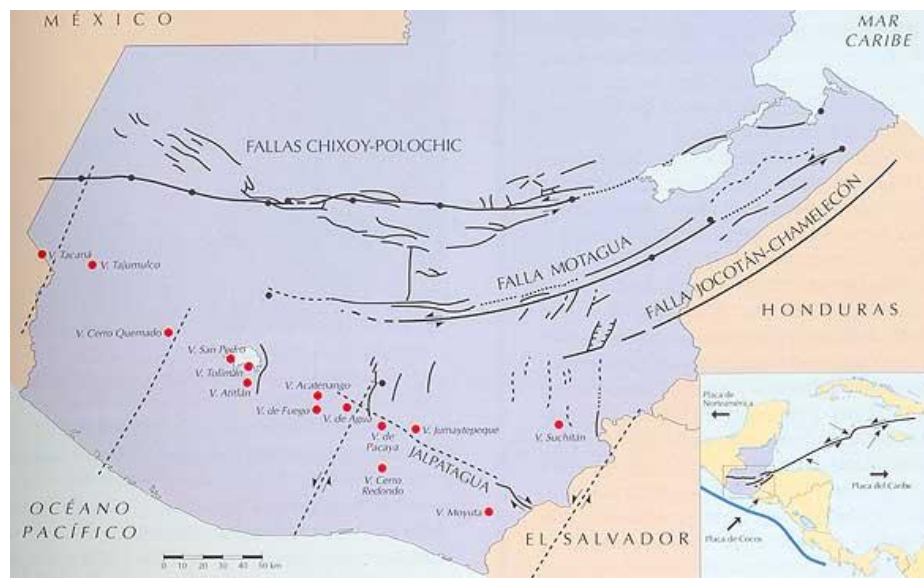 MÉXICO
MAR
CARIBE
FALLAS CHIXOY-POLOCHIC
FALLA MOTAGUA
FALLA JOCOTÁN-CHAMELECÓN
HONDURAS
V. Tacaná
V. Tajumulco
V. Cerro Quemado
V. San Pedro
V. Tolimán
V. Atitlán
V. Acatenango
V. de Fuego
V. de Agua
V. de
Pacaya
V. Jumaytepeque
V. Suchitán
JALPATAGUA
V. Cerro
Redondo
V. Moyuta
OCÉANO
PACÍFICO
EL SALVADOR
0 10 20 30 40 50 km
Placa de
Norteamérica
Placa del Caribe
Placa de Cocos